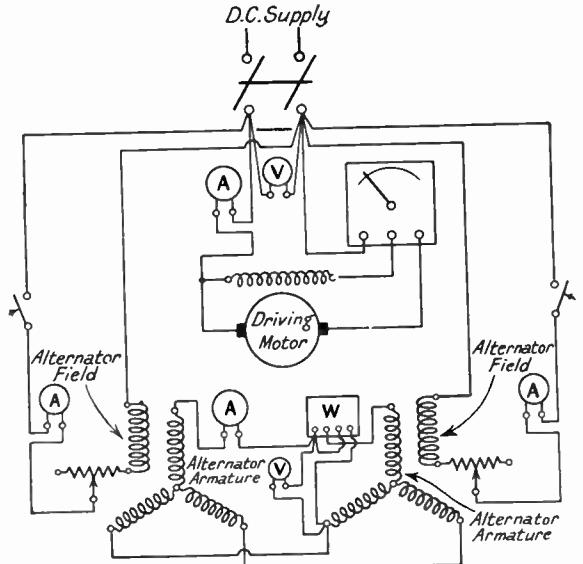 D.C. Supply
A
V
Driving
Motor
Alternator
Field
Alternator
Field
A
A
W
A
Alternator
Armature
V
Alternator
Armature